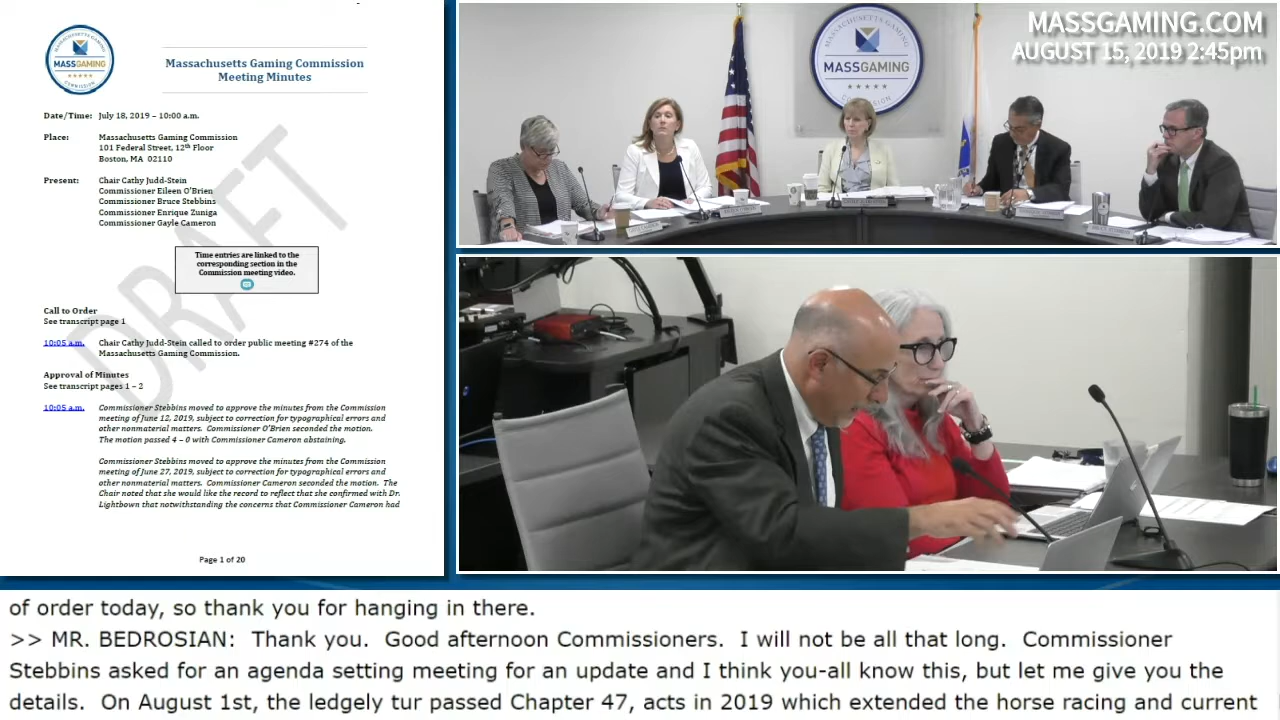 MASSACHUSETTS GAMING
MASSGAMING
COMMISSION
Massachusetts Gaming Commission
Meeting Minutes
Date/Time: July 18, 2019 – 10:00 a.m.
Place: Massachusetts Gaming Commission
101 Federal Street, 12th Floor
Boston, MA 02110
Present: Chair Cathy Judd-Stein
Commissioner Eileen O'Brien
Commissioner Bruce Stebbins
Commissioner Enrique Zuniga
Commissioner Gayle Cameron
Time entries are linked to the
corresponding section in the
Commission meeting video.
DRAFT
Call to Order
See transcript page 1
10:05 a.m. Chair Cathy Judd-Stein called to order public meeting #274 of the
Massachusetts Gaming Commission.
Approval of Minutes
See transcript pages 1 – 2
10:05 a.m. Commissioner Stebbins moved to approve the minutes from the Commission
meeting of June 12, 2019, subject to correction for typographical errors and
other nonmaterial matters. Commissioner O'Brien seconded the motion.
The motion passed 4 – 0 with Commissioner Cameron abstaining.
Commissioner Stebbins moved to approve the minutes from the Commission
meeting of June 27, 2019, subject to correction for typographical errors and
other nonmaterial matters. Commissioner Cameron seconded the motion. The
Chair noted that she would like the record to reflect that she confirmed with Dr.
Lightbown that notwithstanding the concerns that Commissioner Cameron had
Page 1 of 20
MASSACHUSETTS GAMING
MASSGAMING
COMMISSION
MASSGAMING.COM
AUGUST 15, 2019 2:45pm
of order today, so thank you for hanging in there.
>> MR. BEDROSIAN: Thank you. Good afternoon Commissioners. I will not be all that long. Commissioner
Stebbins asked for an agenda setting meeting for an update and I think you-all know this, but let me give you the
details. On August 1st, the ledgely tur passed Chapter 47, acts in 2019 which extended the horse racing and current